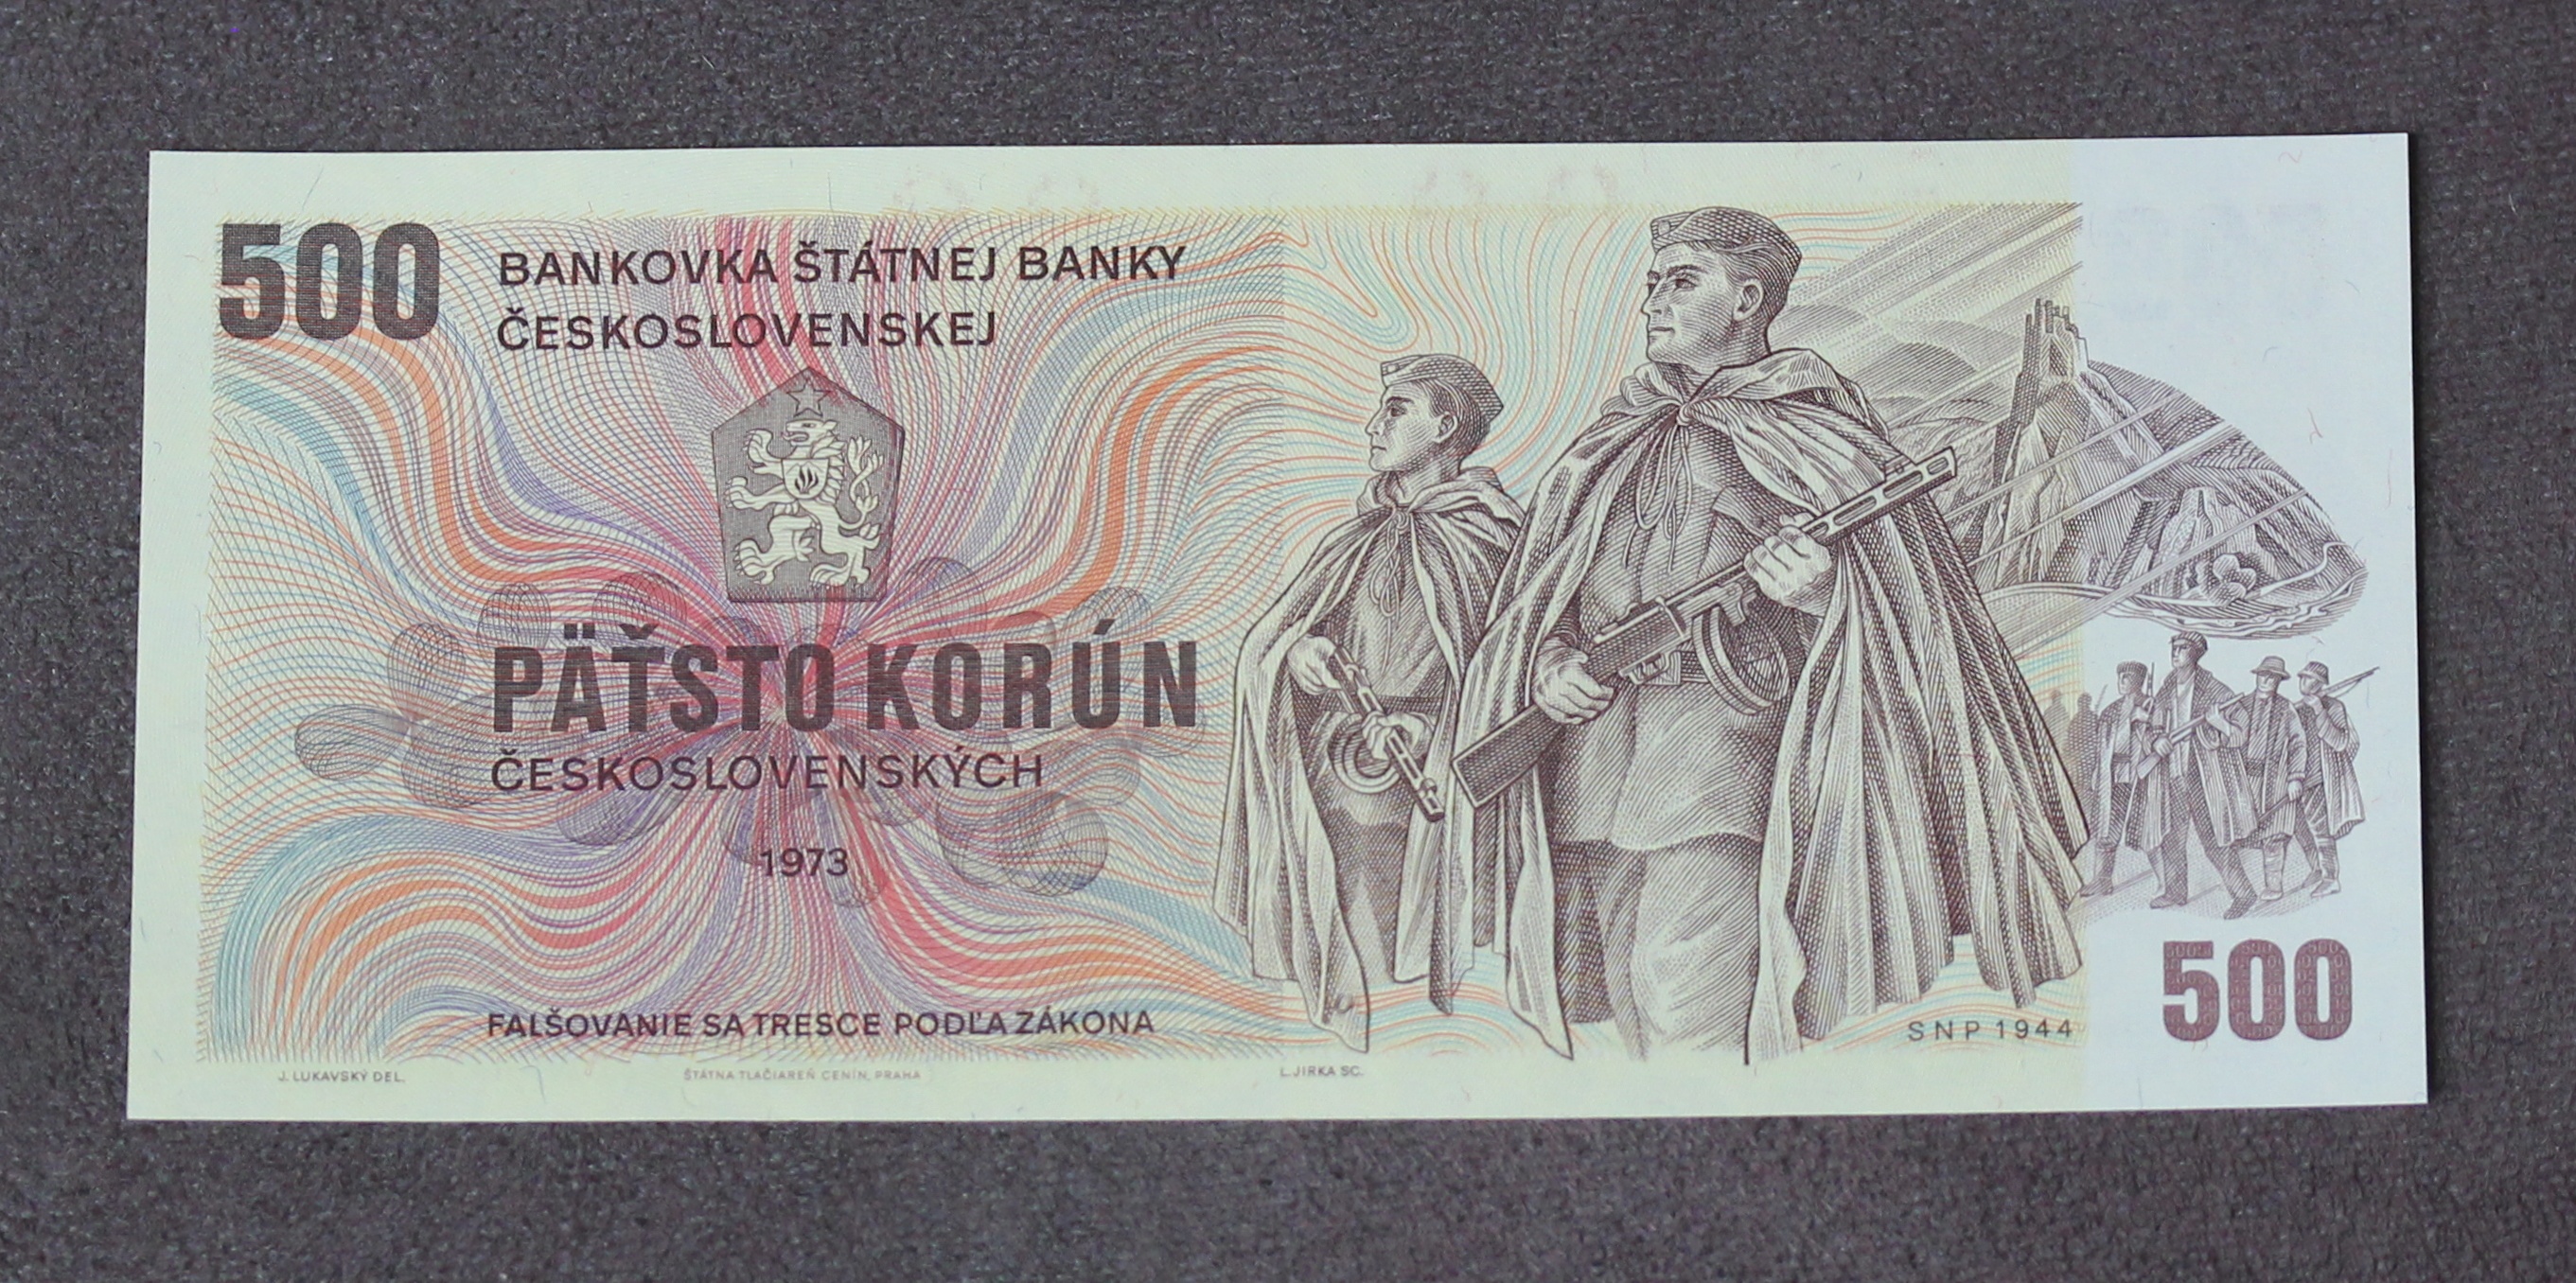 500
BANKOVKA ŠTÁTNEJ BANKY
ČESKOSLOVENSKEJ
PÄŤSTO KORÚN
ČESKOSLOVENSKÝCH
1973
FALŠOVANIE SA TRESCE PODĽA ZÁKONA
SNP 1944
500
J. LUKAVSKÝ DEL.
ŠTÁTNA TLAČIAREŇ CENÍN, PRAHA
L. JIRKA SC.